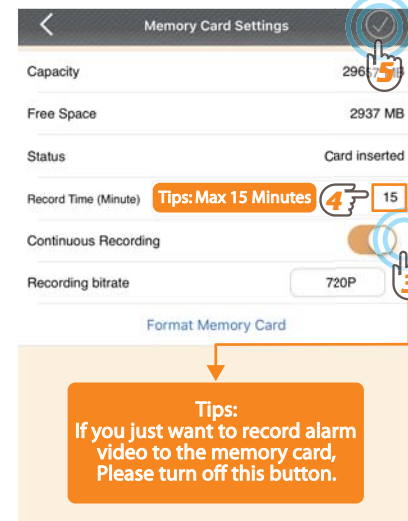 Memory Card Settings
5
Capacity 296
Free Space 2937 MB
Status Card inserted
Record Time (Minute) Tips: Max 15 Minutes 4 15
Continuous Recording
3
Recording bitrate 720P
Format Memory Card
Tips:
If you just want to record alarm
video to the memory card,
Please turn off this button.